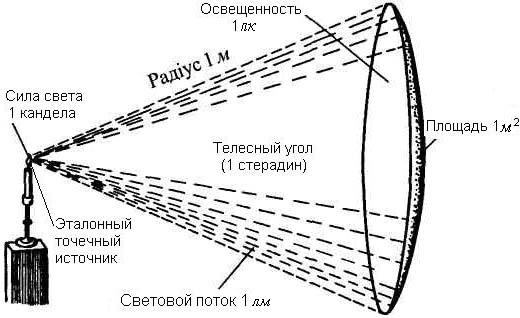 Освещенность
1 лк
Радіус 1 м
Сила света
1 кандела
Площадь 1 м²
Телесный угол
(1 стерадин)
Эталонный
точечный
источник
Световой поток 1 лм